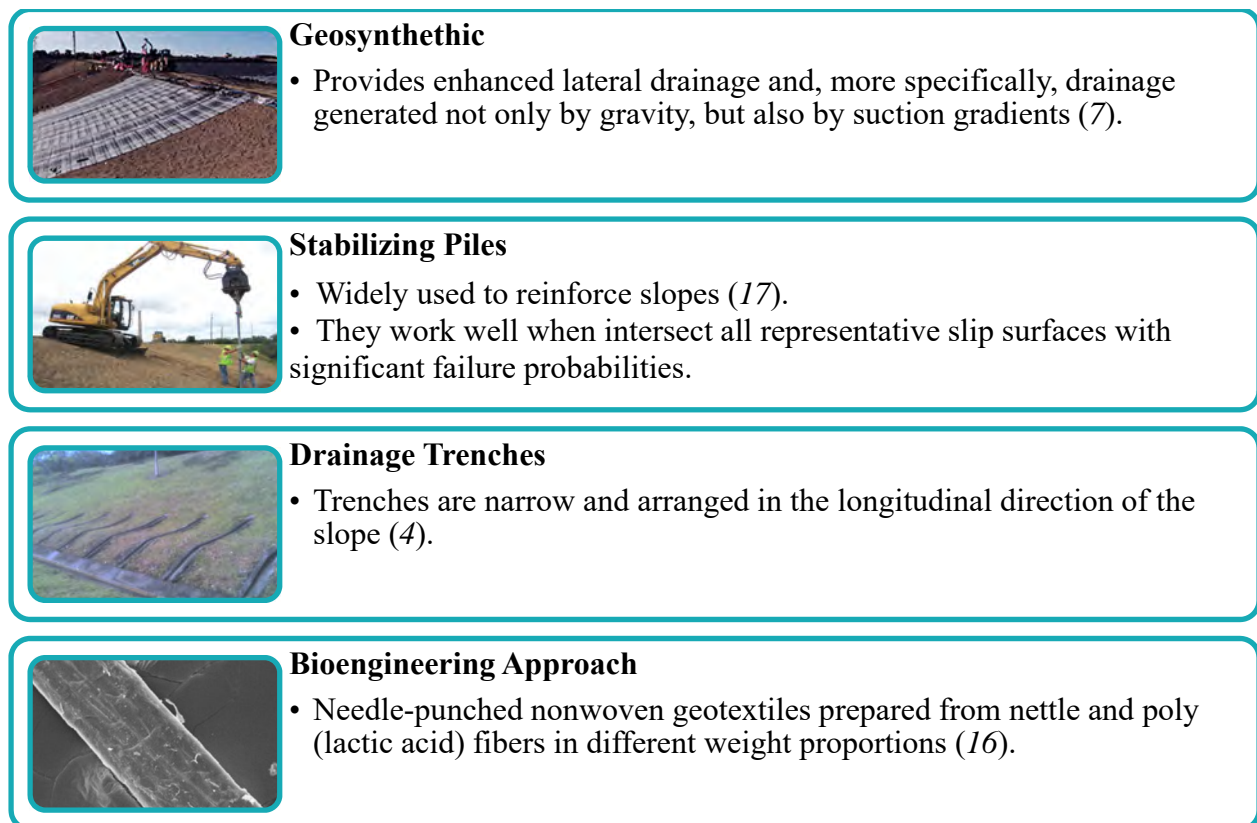 Geosynthethic
• Provides enhanced lateral drainage and, more specifically, drainage
generated not only by gravity, but also by suction gradients (7).
Stabilizing Piles
• Widely used to reinforce slopes (17).
• They work well when intersect all representative slip surfaces with
significant failure probabilities.
Drainage Trenches
• Trenches are narrow and arranged in the longitudinal direction of the
slope (4).
Bioengineering Approach
• Needle-punched nonwoven geotextiles prepared from nettle and poly
(lactic acid) fibers in different weight proportions (16).